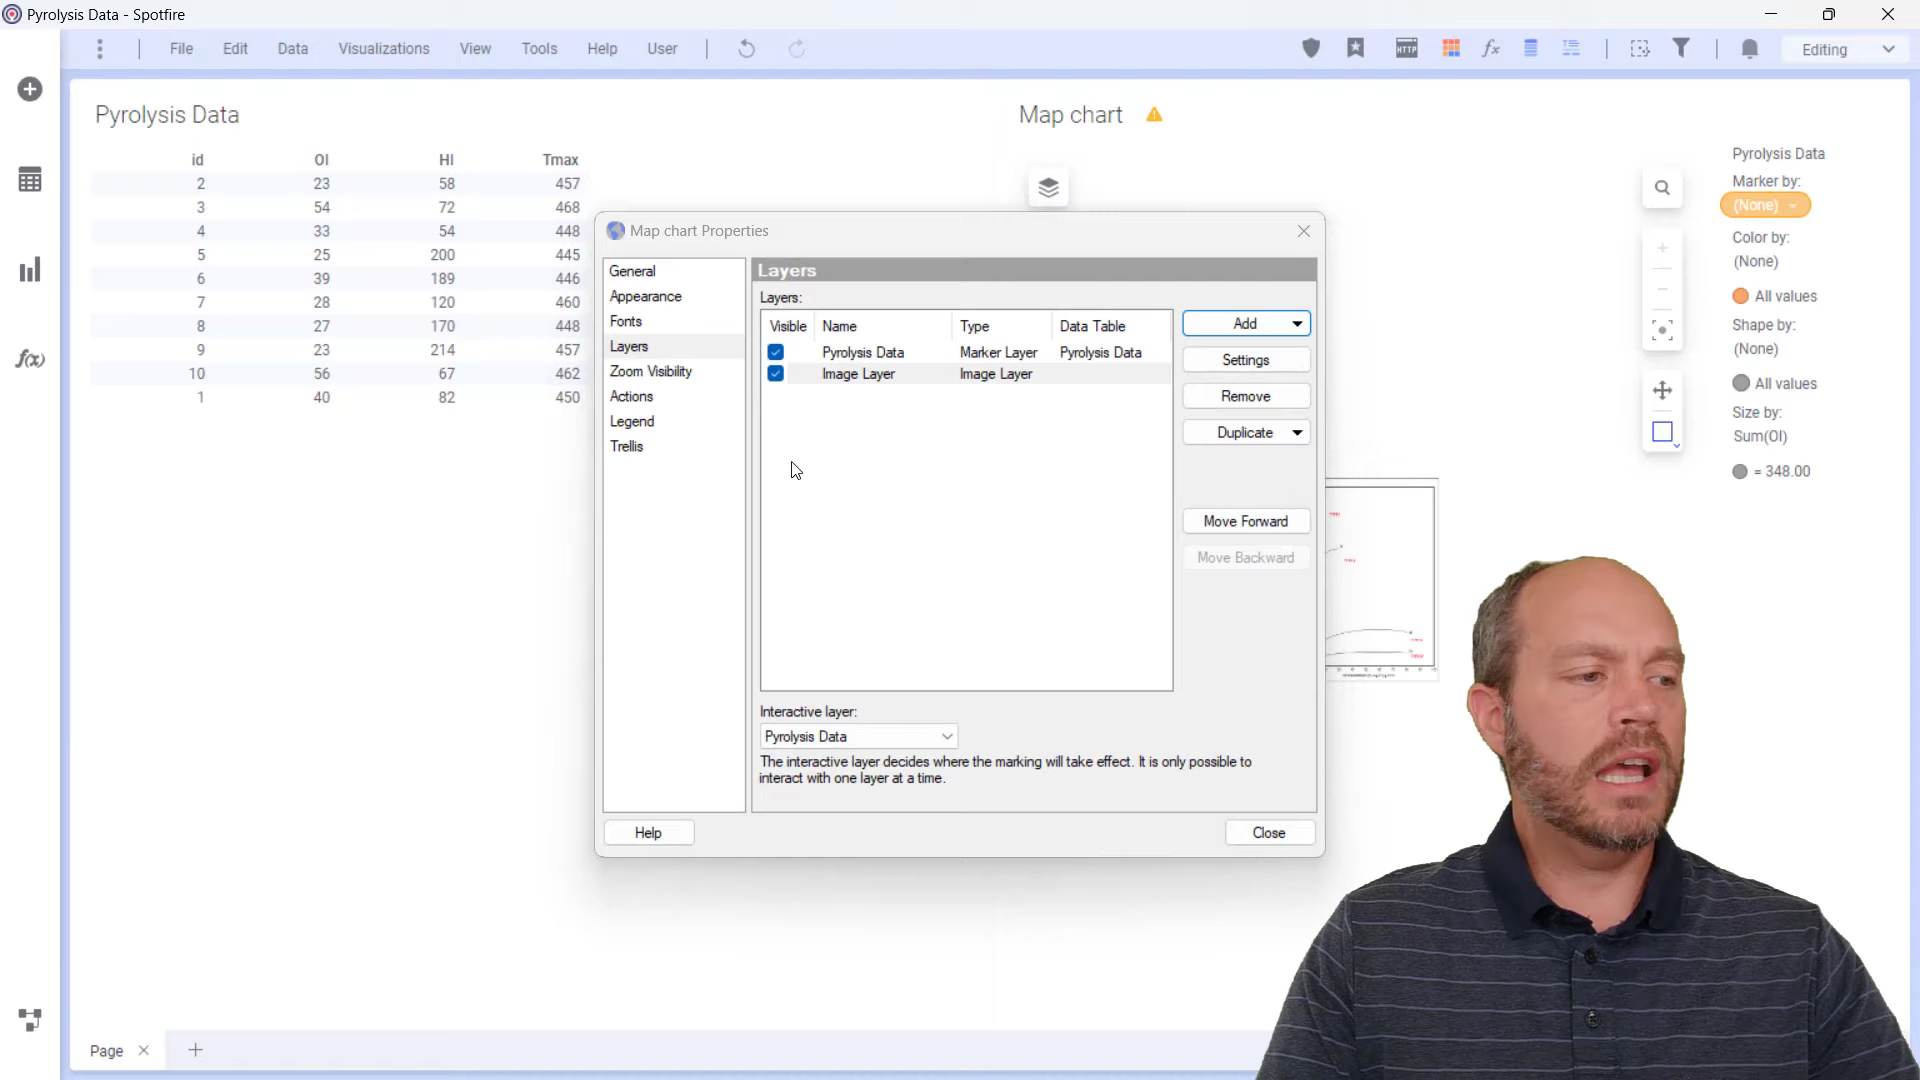 Pyrolysis Data - Spotfire
File Edit Data Visualizations View Tools Help User
HTTP
fx
Editing
Pyrolysis Data
id OI HI Tmax
2 23 58 457
3 54 72 468
4 33 54 448
5 25 200 445
6 39 189 446
7 28 120 460
8 27 170 448
9 23 214 457
10 56 67 462
1 40 82 450
f(x)
Map chart
Pyrolysis Data
Marker by:
(None)
Color by:
(None)
All values
Shape by:
(None)
All values
Size by:
Sum(OI)
= 348.00
Map chart Properties
General
Appearance
Fonts
Layers
Zoom Visibility
Actions
Legend
Trellis
Layers
Layers:
Visible Name Type Data Table
Pyrolysis Data Marker Layer Pyrolysis Data
Image Layer Image Layer
Add
Settings
Remove
Duplicate
Move Forward
Move Backward
Interactive layer:
Pyrolysis Data
The interactive layer decides where the marking will take effect. It is only possible to
interact with one layer at a time.
Help
Close
Page